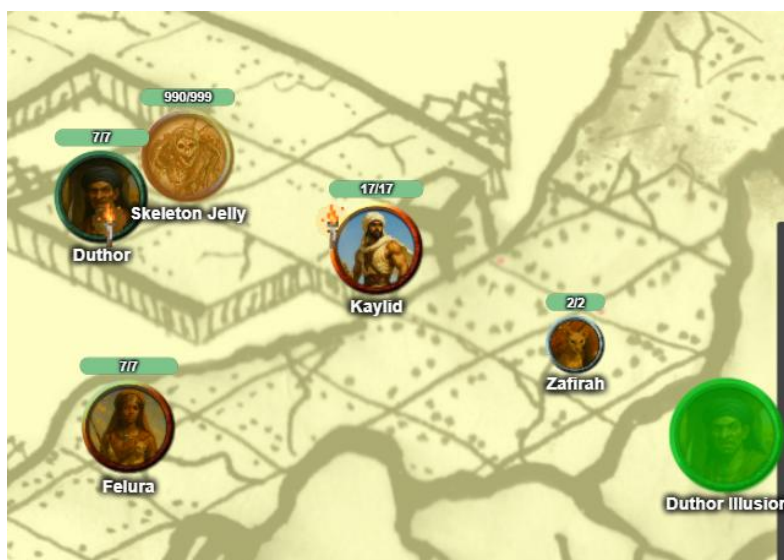 990/999
7/7
Skeleton Jelly
17/17
Duthor
Kaylid
2/2
7/7
Zafirah
Felura
Duthor Illusion